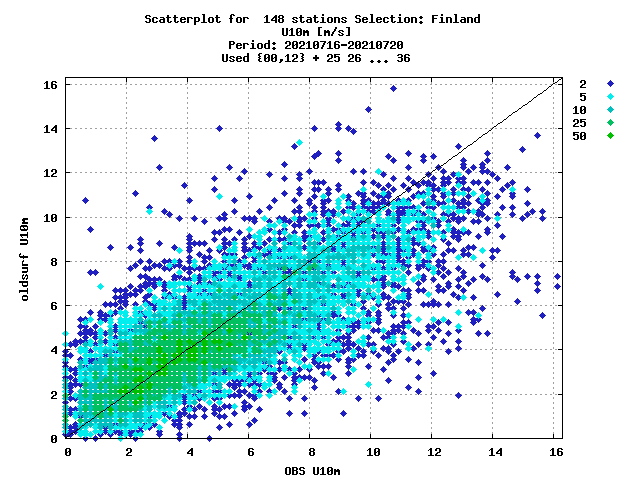 Scatterplot for  148 stations Selection: Finland
U10m [m/s]
Period: 20210716-20210720
Used {00,12} + 25 26 ... 36
2
5
10
25
50
16
14
12
10
8
6
4
2
0
oldsurf U10m
0 2 4 6 8 10 12 14 16
OBS U10m